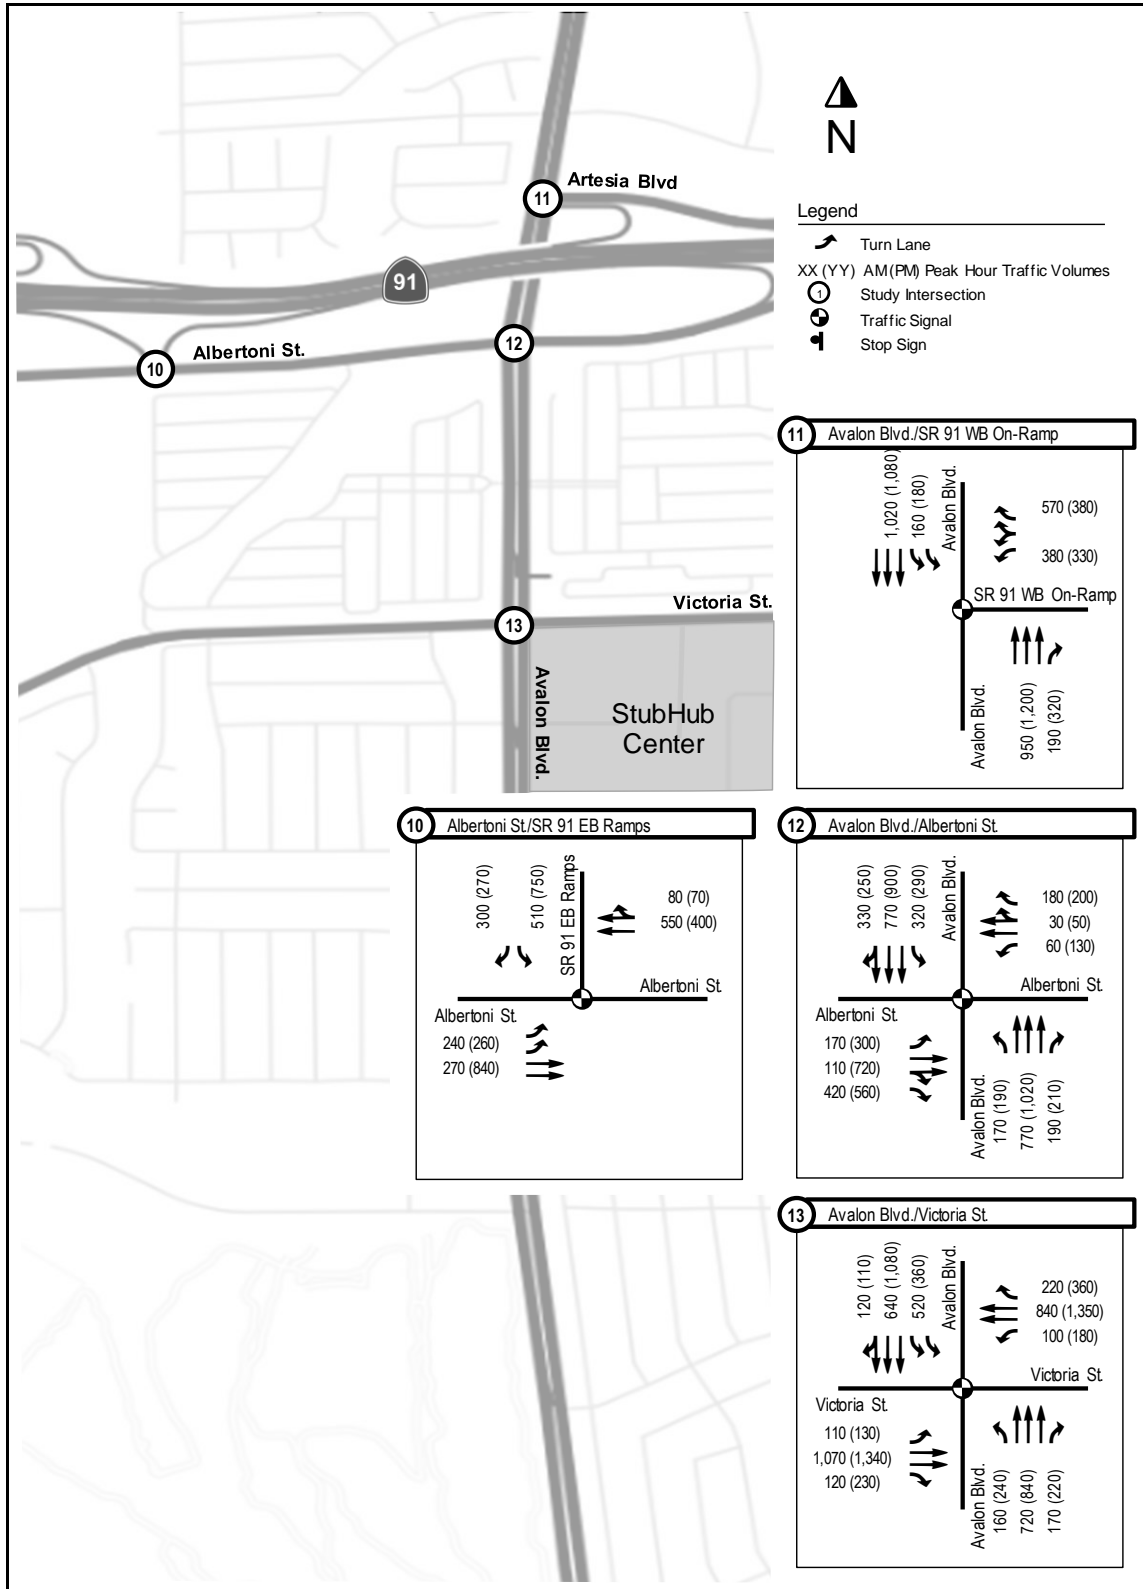 N
Legend
Turn Lane
XX (YY) AM(PM) Peak Hour Traffic Volumes
1 Study Intersection
Traffic Signal
Stop Sign
11
Artesia Blvd
91
12
Albertoni St.
10
Victoria St.
13
Avalon Blvd.
StubHub
Center
11 Avalon Blvd./SR 91 WB On-Ramp
1,020 (1,080)
160 (180)
Avalon Blvd.
570 (380)
380 (330)
SR 91 WB On-Ramp
Avalon Blvd.
950 (1,200)
190 (320)
10 Albertoni St./SR 91 EB Ramps
300 (270)
510 (750)
SR 91 EB Ramps
80 (70)
550 (400)
Albertoni St.
Albertoni St.
240 (260)
270 (840)
12 Avalon Blvd./Albertoni St.
330 (250)
770 (900)
320 (290)
Avalon Blvd.
180 (200)
30 (50)
60 (130)
Albertoni St.
Albertoni St.
170 (300)
110 (720)
420 (560)
Avalon Blvd.
170 (190)
770 (1,020)
190 (210)
13 Avalon Blvd./Victoria St.
120 (110)
640 (1,080)
520 (360)
Avalon Blvd.
220 (360)
840 (1,350)
100 (180)
Victoria St.
Victoria St.
110 (130)
1,070 (1,340)
120 (230)
Avalon Blvd.
160 (240)
720 (840)
170 (220)